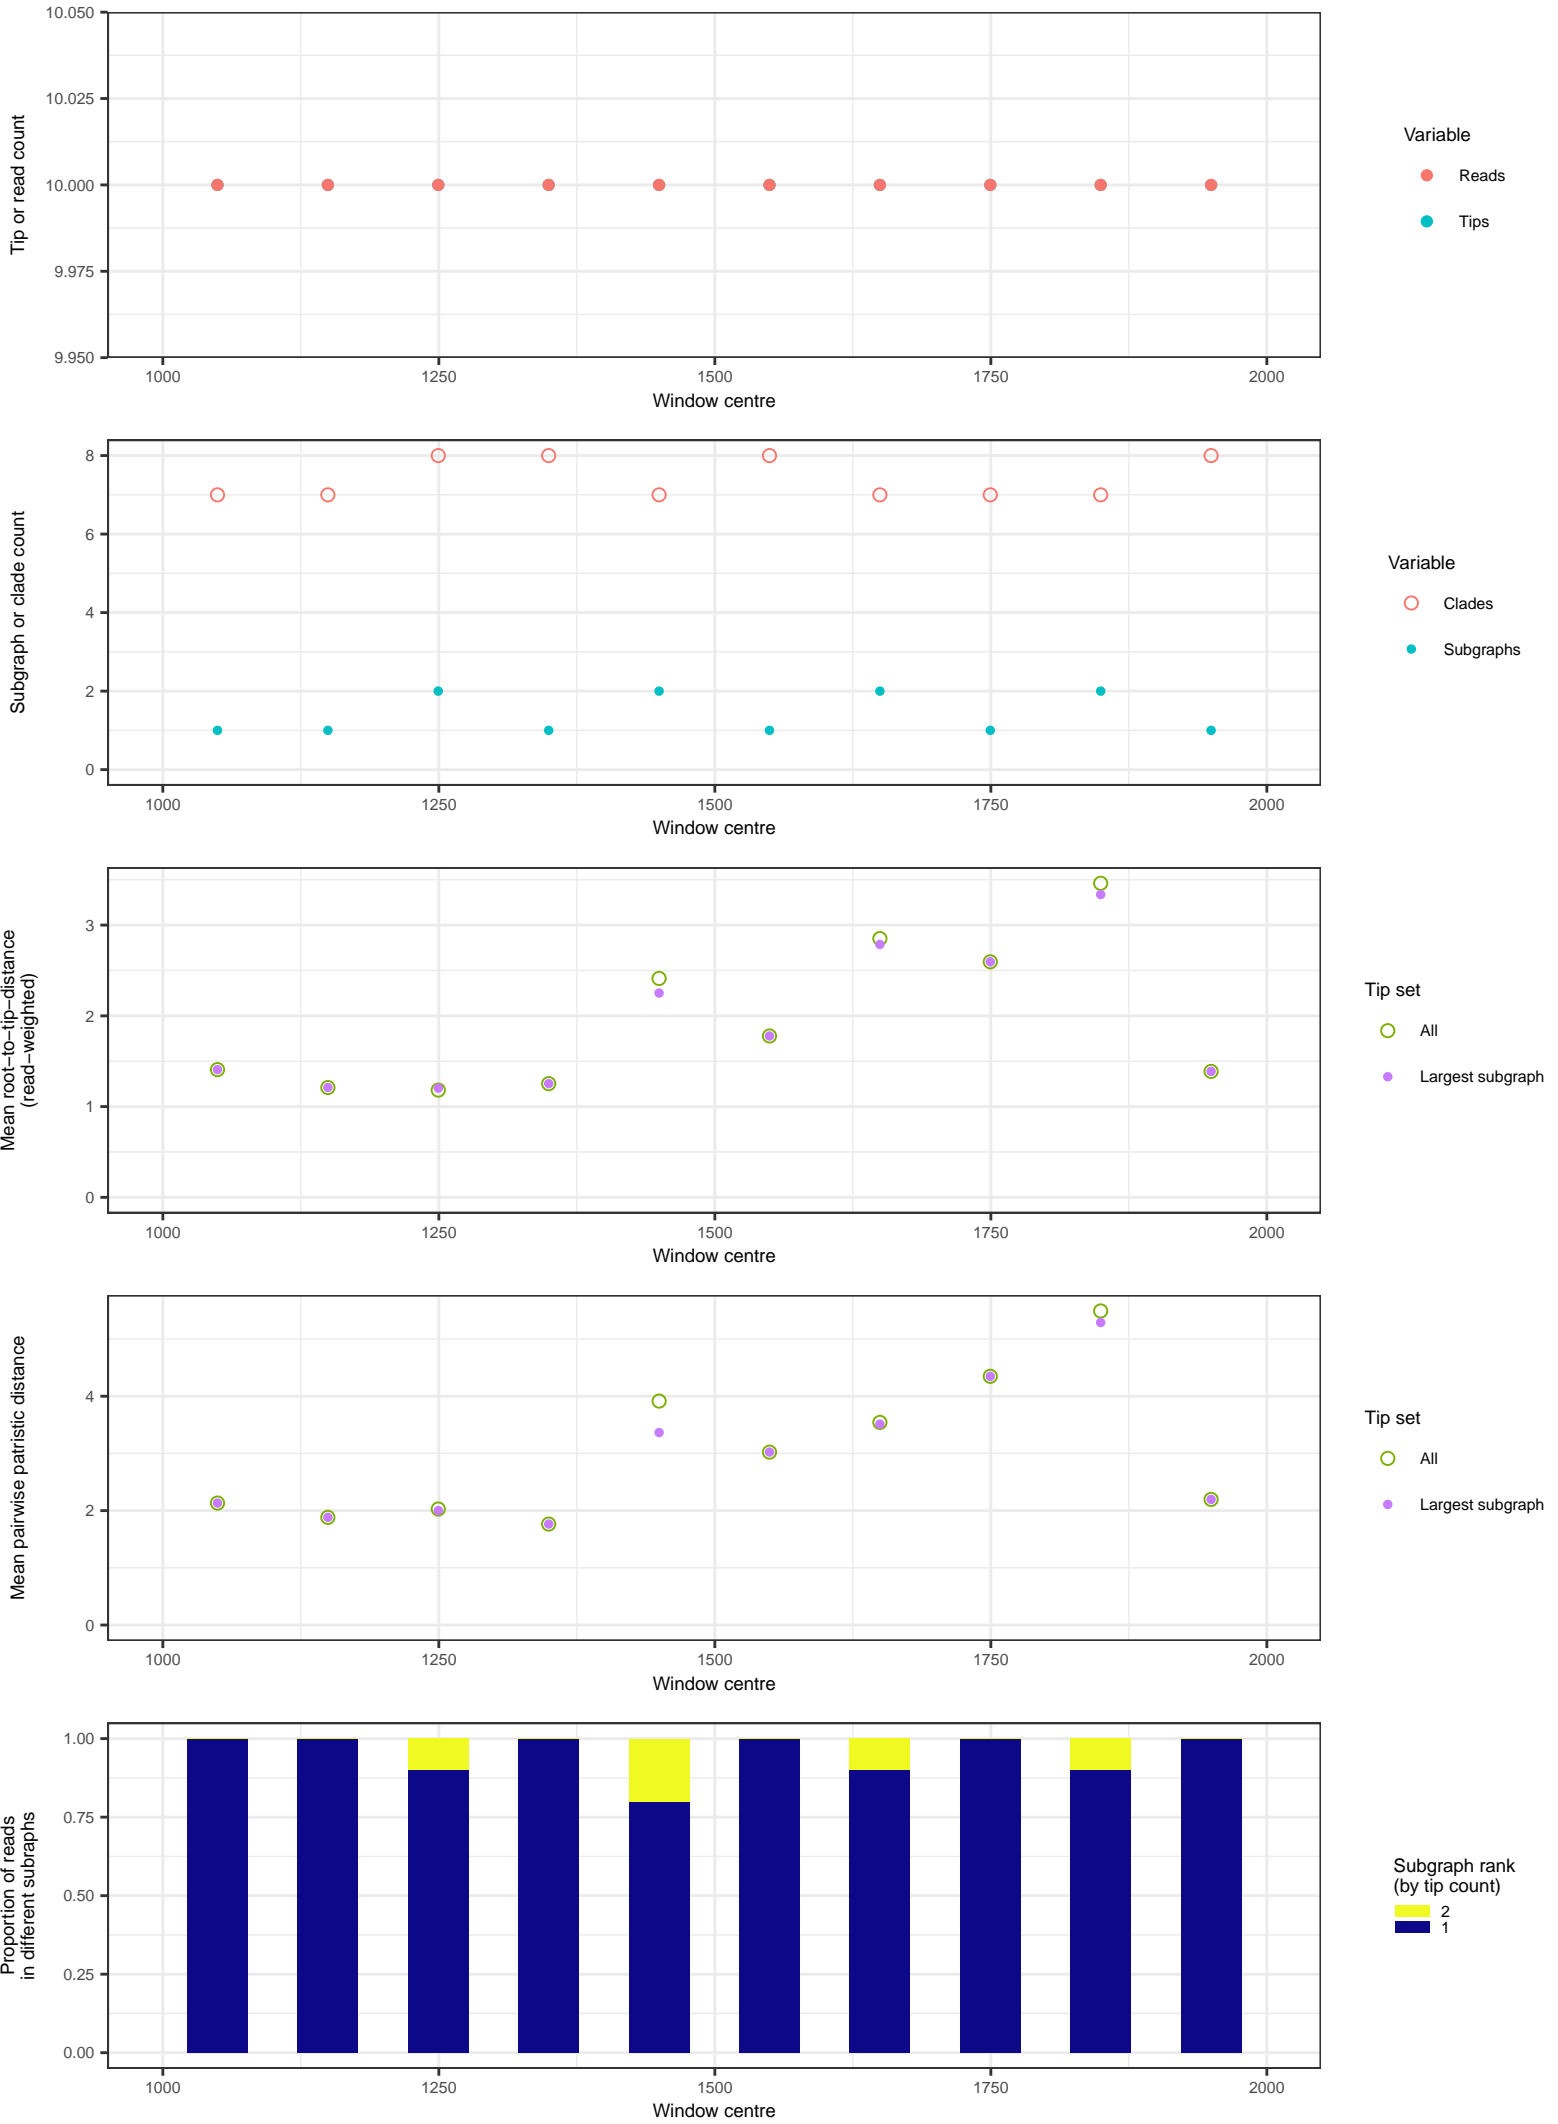 10.050
10.025
10.000
9.975
9.950
Tip or read count
1000 1250 1500 1750 2000
Window centre
Variable
Reads
Tips
8
6
4
2
0
Subgraph or clade count
1000 1250 1500 1750 2000
Window centre
Variable
Clades
Subgraphs
3
2
1
0
Mean root−to−tip−distance
(read−weighted)
1000 1250 1500 1750 2000
Window centre
Tip set
All
Largest subgraph
4
2
0
Mean pairwise patristic distance
1000 1250 1500 1750 2000
Window centre
Tip set
All
Largest subgraph
1.00
0.75
0.50
0.25
0.00
Proportion of reads
in different subraphs
1000 1250 1500 1750 2000
Window centre
Subgraph rank
(by tip count)
2
1